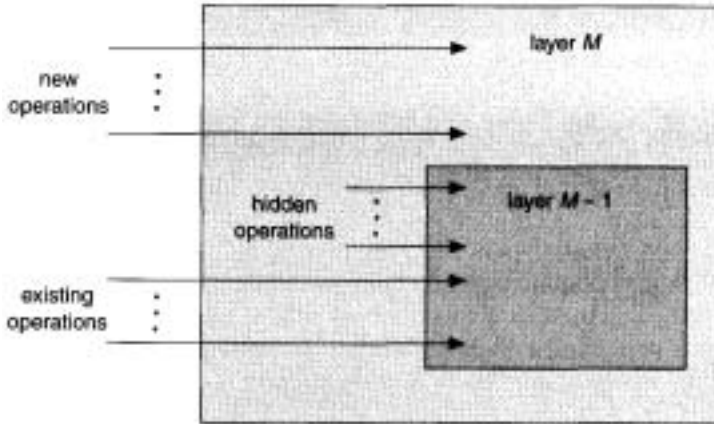 layer M
new
operations
layer M – 1
hidden
operations
existing
operations